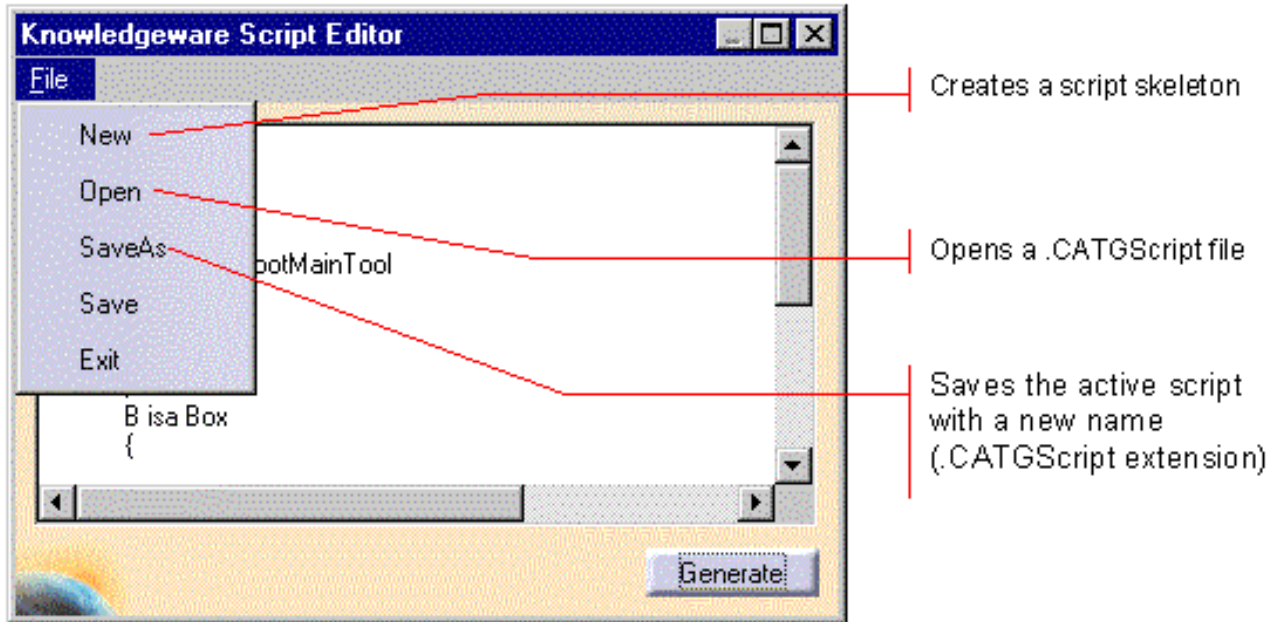 Knowledgeware Script Editor
File
Creates a script skeleton
New
Open
SaveAs
Opens a .CATGScript file
ootMainTool
Save
Exit
Saves the active script
with a new name
(.CATGScript extension)
B isa Box
{
Generate